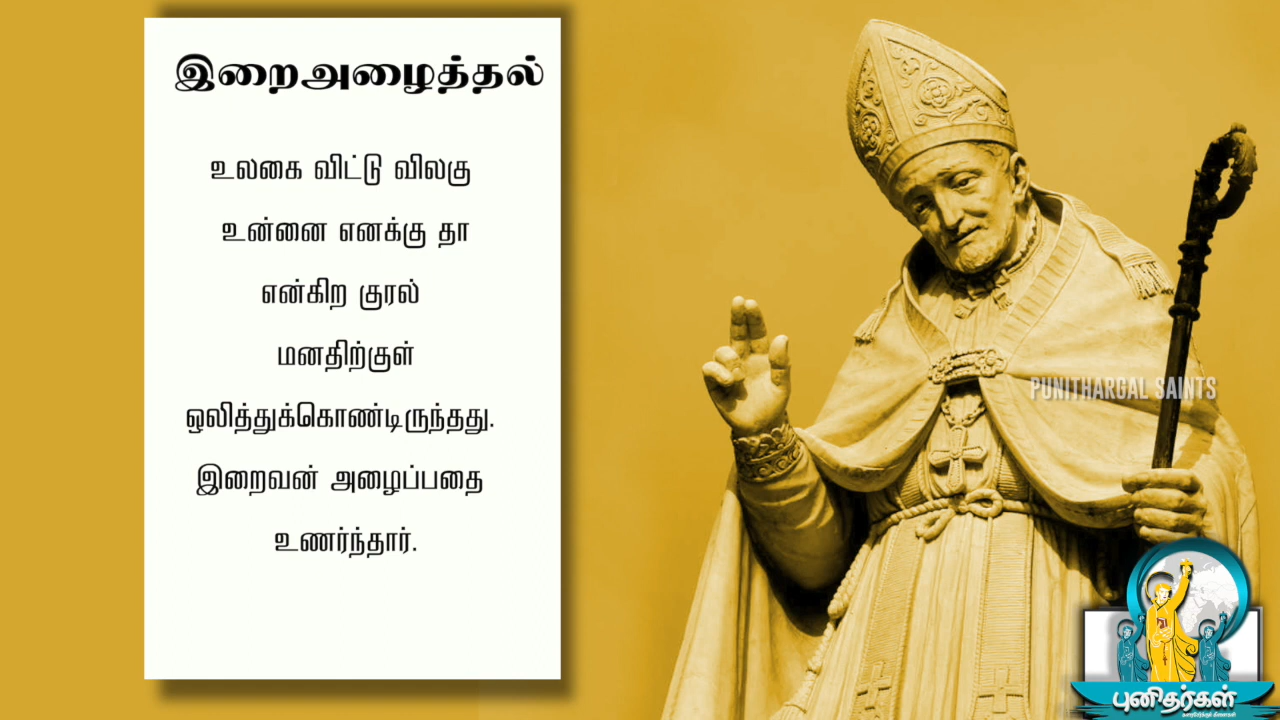 இறைஅழைத்தல்
உலகை விட்டு விலகு
உன்னை எனக்கு தா
என்கிற குரல்
மனதிற்குள்
ஒலித்துக்கொண்டிருந்தது.
இறைவன் அழைப்பதை
உணர்ந்தார்.
PUNITHARGAL SAINTS
புனிதர்கள்